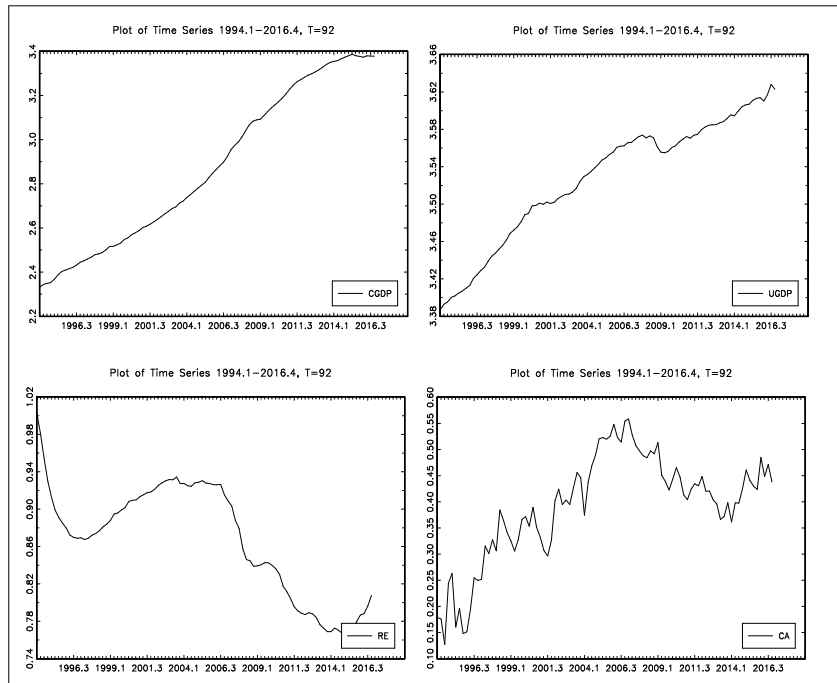 Plot of Time Series 1994.1–2016.4, T=92
3.4
3.2
3.0
2.8
2.6
2.4
2.2
1996.3 1999.1 2001.3 2004.1 2006.3 2009.1 2011.3 2014.1 2016.3
CGDP
Plot of Time Series 1994.1–2016.4, T=92
3.66
3.62
3.58
3.54
3.50
3.46
3.42
3.38
1996.3 1999.1 2001.3 2004.1 2006.3 2009.1 2011.3 2014.1 2016.3
UGDP
Plot of Time Series 1994.1–2016.4, T=92
1.02
0.98
0.94
0.90
0.86
0.82
0.78
0.74
1996.3 1999.1 2001.3 2004.1 2006.3 2009.1 2011.3 2014.1 2016.3
RE
Plot of Time Series 1994.1–2016.4, T=92
0.60
0.55
0.50
0.45
0.40
0.35
0.30
0.25
0.20
0.15
0.10
1996.3 1999.1 2001.3 2004.1 2006.3 2009.1 2011.3 2014.1 2016.3
CA